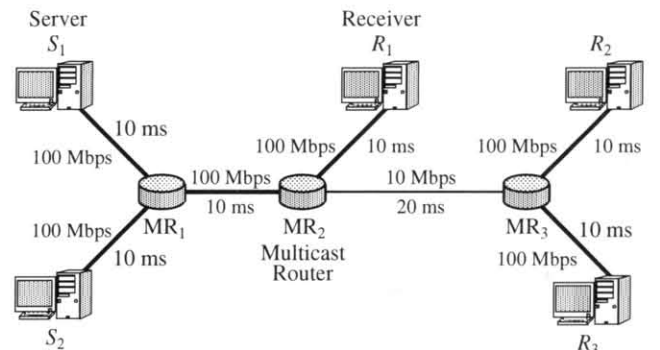 Server
S1
Receiver
R1
R2
10 ms
100 Mbps
100 Mbps
10 ms
100 Mbps
10 ms
100 Mbps
10 ms
10 Mbps
20 ms
MR1
MR2
Multicast
Router
MR3
100 Mbps
10 ms
10 ms
100 Mbps
S2
R3